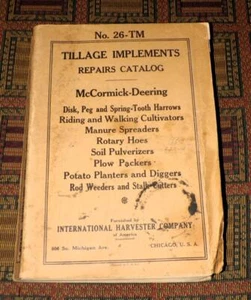 No. 26-TM
TILLAGE IMPLEMENTS
REPAIRS CATALOG
McCormick-Deering
Disk, Peg and Spring-Tooth Harrows
Riding and Walking Cultivators
Manure Spreaders
Rotary Hoes
Soil Pulverizers
Plow Packers
Potato Planters and Diggers
Rod Weeders and Stalk Cutters
Furnished by
INTERNATIONAL HARVESTER COMPANY
of America
606 So. Michigan Ave. CHICAGO, U. S. A.